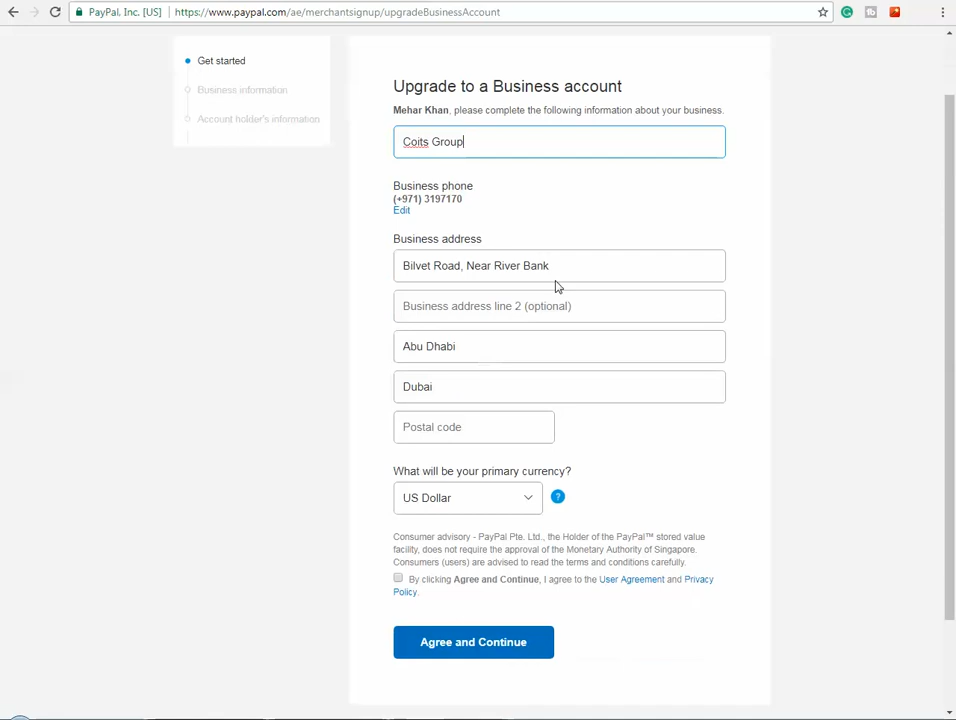 PayPal, Inc. [US] https://www.paypal.com/ae/merchantsignup/upgradeBusinessAccount
Get started
Business information
Account holder's information
Upgrade to a Business account
Mehar Khan, please complete the following information about your business.
Coits Group
Business phone
(+971) 3197170
Edit
Business address
Bilvet Road, Near River Bank
Business address line 2 (optional)
Abu Dhabi
Dubai
Postal code
What will be your primary currency?
US Dollar
?
Consumer advisory - PayPal Pte. Ltd., the Holder of the PayPal™ stored value
facility, does not require the approval of the Monetary Authority of Singapore.
Consumers (users) are advised to read the terms and conditions carefully.
By clicking Agree and Continue, I agree to the User Agreement and Privacy
Policy.
Agree and Continue